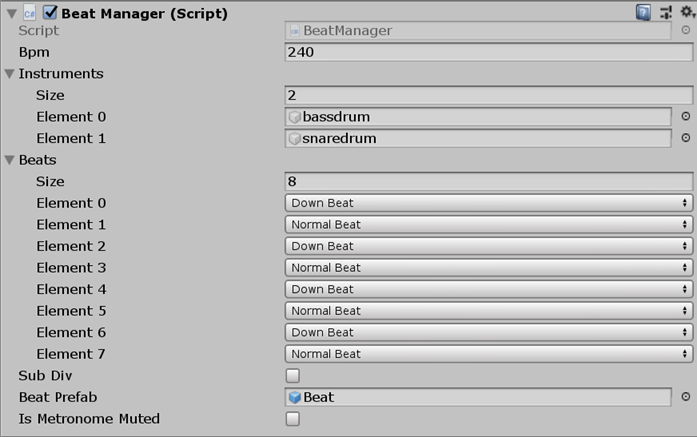 Beat Manager (Script)
Script BeatManager
Bpm 240
Instruments
Size 2
Element 0 bassdrum
Element 1 snaredrum
Beats
Size 8
Element 0 Down Beat
Element 1 Normal Beat
Element 2 Down Beat
Element 3 Normal Beat
Element 4 Down Beat
Element 5 Normal Beat
Element 6 Down Beat
Element 7 Normal Beat
Sub Div
Beat Prefab Beat
Is Metronome Muted